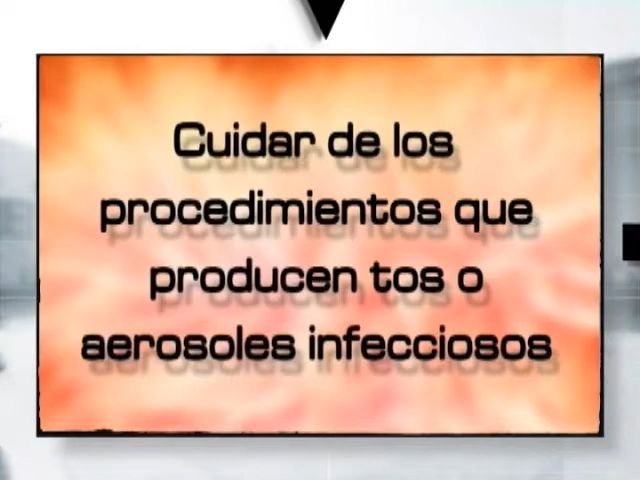 Cuidar de los
procedimientos que
producen tos o
aerosoles infecciosos